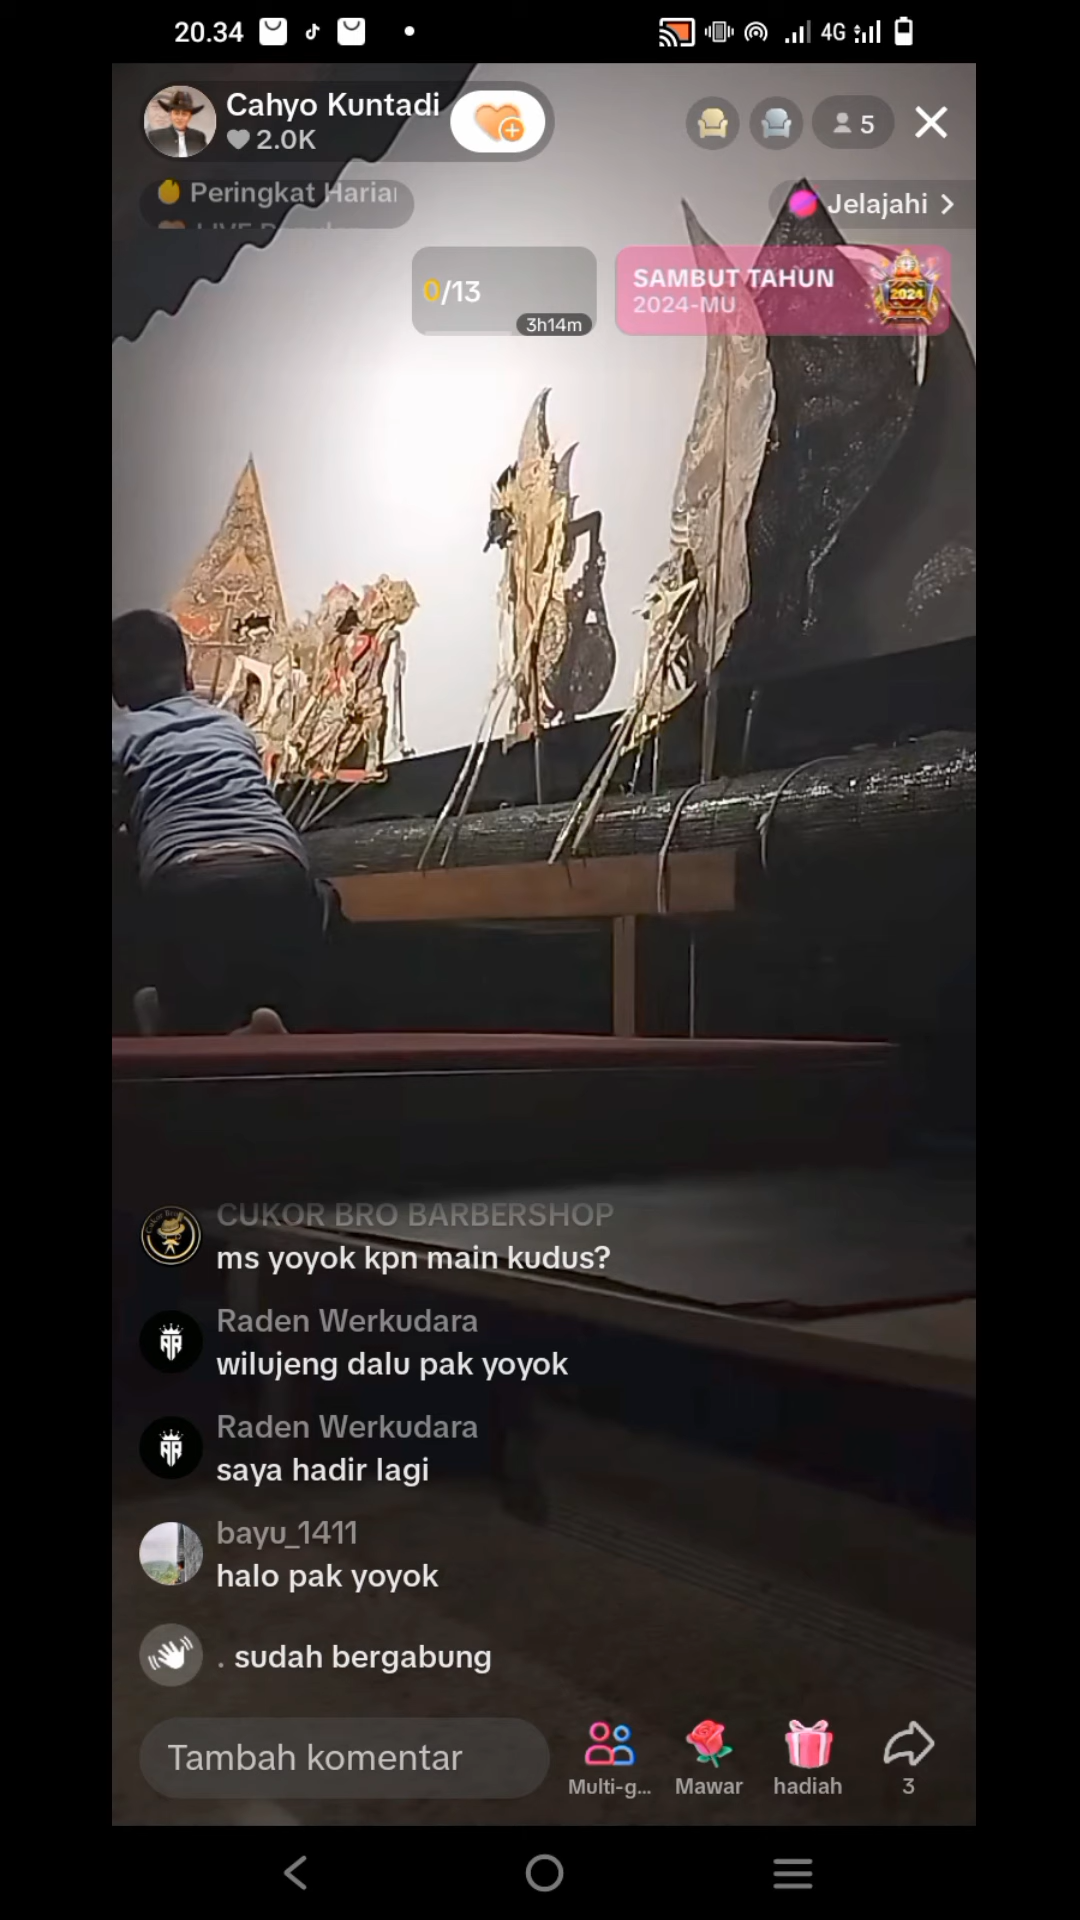 20.34
4G
Cahyo Kuntadi
2.0K
5
Peringkat Haria
Jelajahi
0/13
3h14m
SAMBUT TAHUN
2024-MU
2024
CUKOR BRO BARBERSHOP
ms yoyok kpn main kudus?
Raden Werkudara
wilujeng dalu pak yoyok
Raden Werkudara
saya hadir lagi
bayu_1411
halo pak yoyok
. sudah bergabung
Tambah komentar
Multi-g...
Mawar
hadiah
3